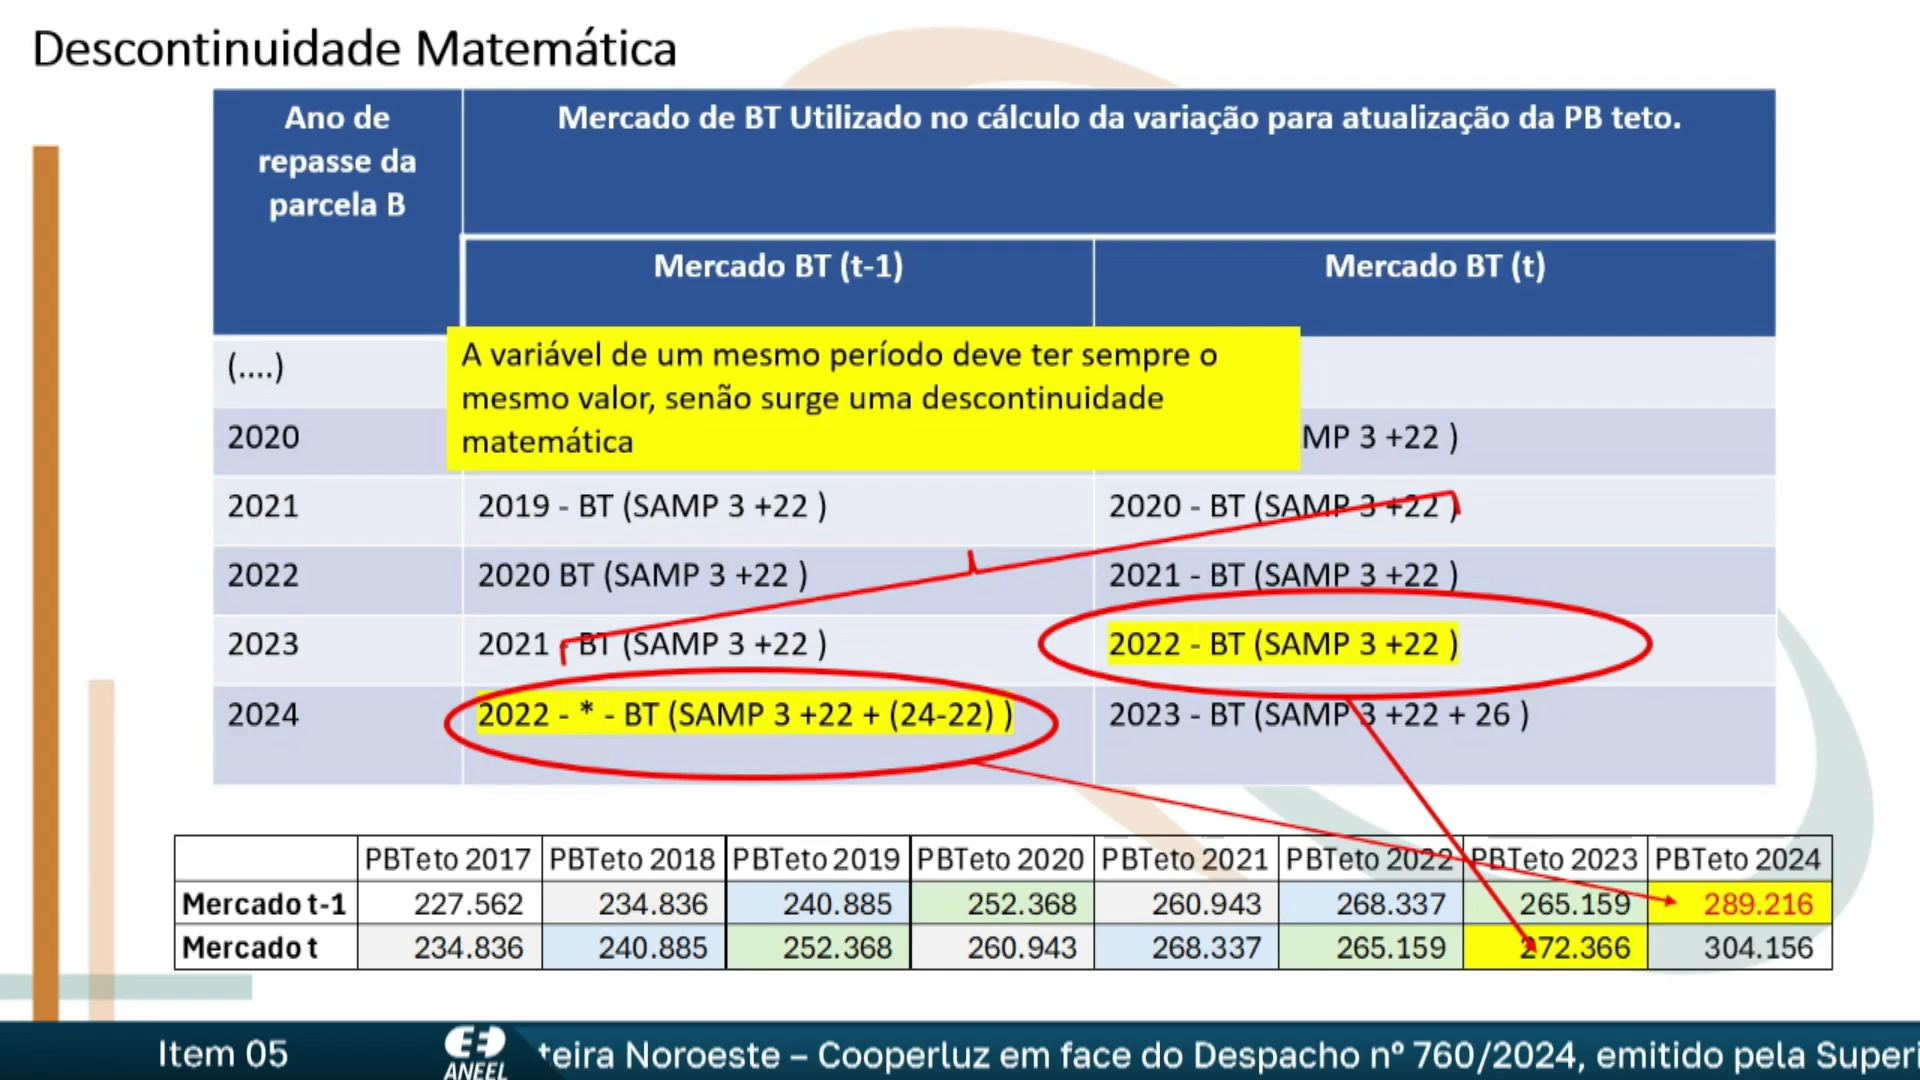 Descontinuidade Matemática
Ano de
repasse da
parcela B
Mercado de BT Utilizado no cálculo da variação para atualização da PB teto.
Mercado BT (t-1)
Mercado BT (t)
(....)
A variável de um mesmo período deve ter sempre o
mesmo valor, senão surge uma descontinuidade
matemática
2020
MP 3 +22 )
2021
2019 - BT (SAMP 3 +22 )
2020 - BT (SAMP 3 +22 )
2022
2020 BT (SAMP 3 +22 )
2021 - BT (SAMP 3 +22 )
2023
2021 - BT (SAMP 3 +22 )
2022 - BT (SAMP 3 +22 )
2024
2022 - * - BT (SAMP 3 +22 + (24-22) )
2023 - BT (SAMP 3 +22 + 26 )
PBTeto 2017 PBTeto 2018 PBTeto 2019 PBTeto 2020 PBTeto 2021 PBTeto 2022 PBTeto 2023 PBTeto 2024
Mercado t-1 227.562 234.836 240.885 252.368 260.943 268.337 265.159 289.216
Mercado t 234.836 240.885 252.368 260.943 268.337 265.159 272.366 304.156
Item 05
ANEEL
teira Noroeste – Cooperluz em face do Despacho nº 760/2024, emitido pela Superi